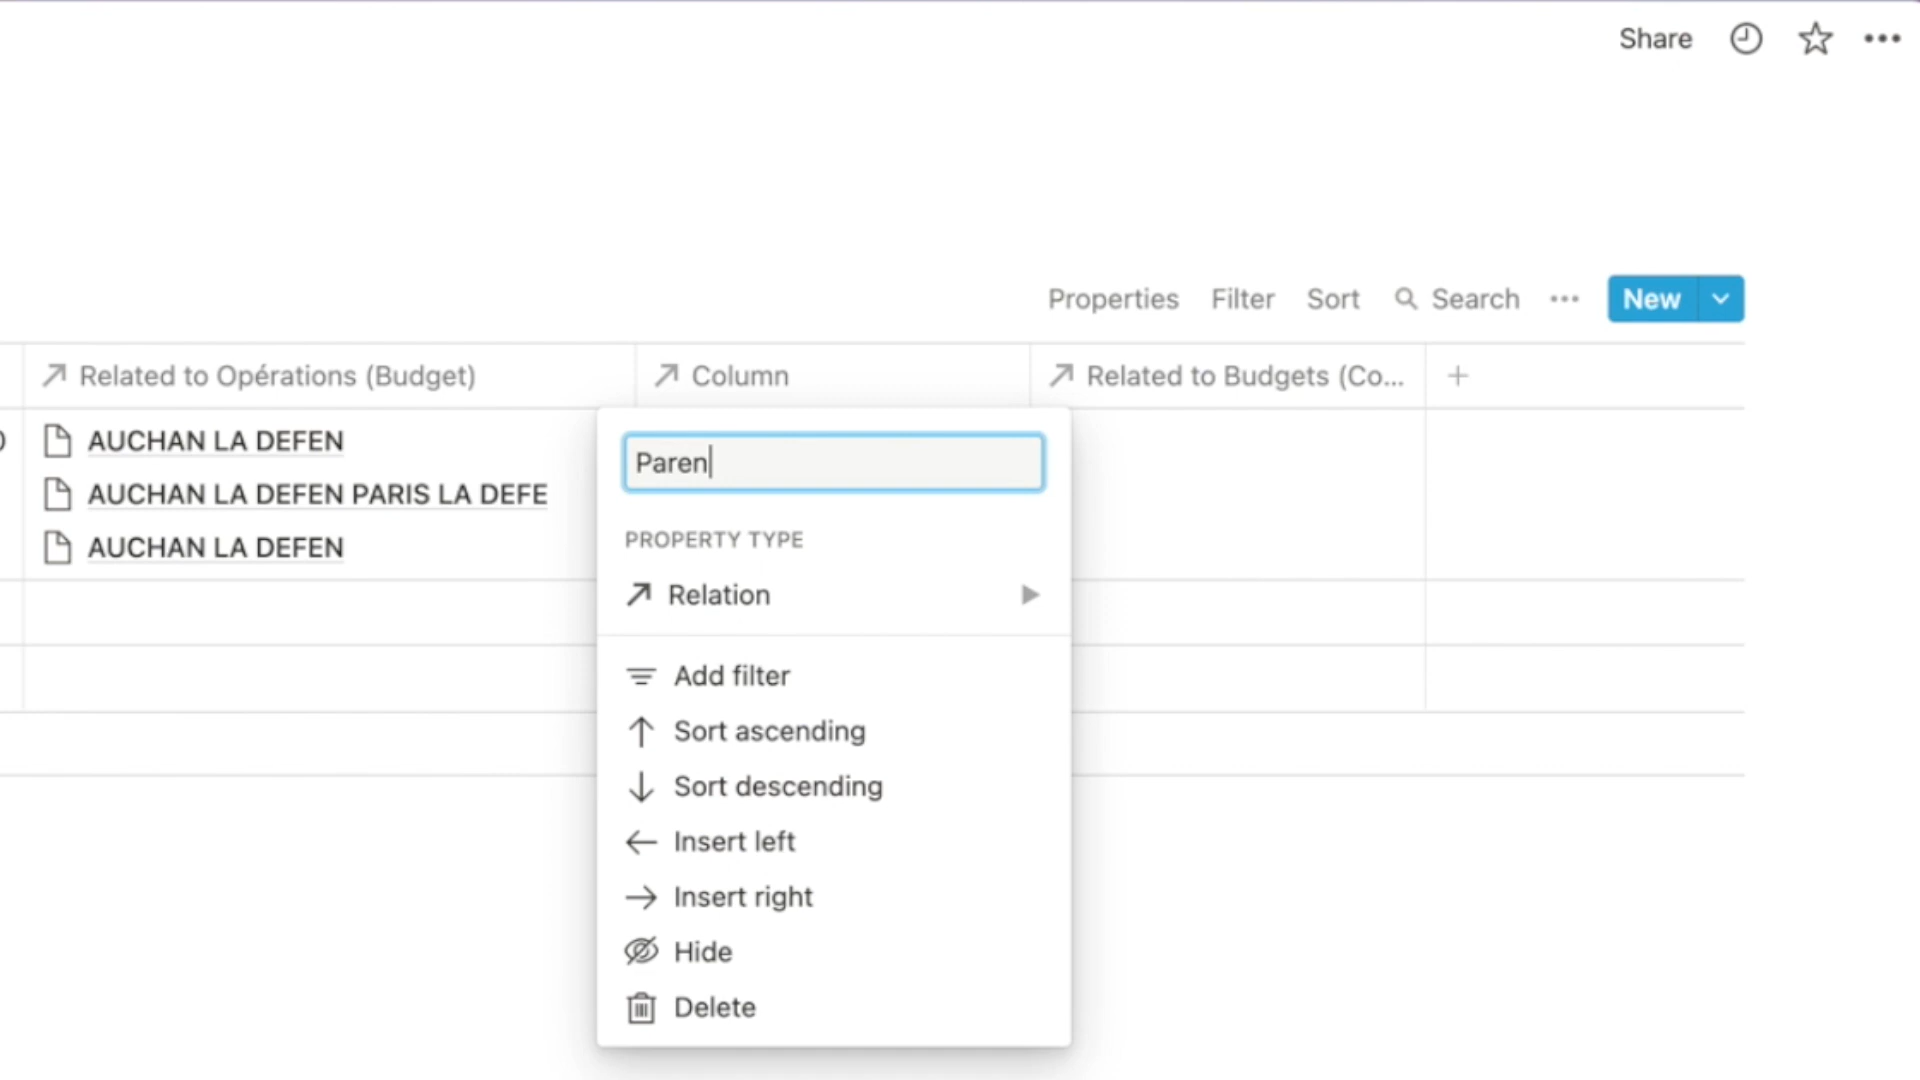 Share
Properties Filter Sort Search New
Related to Opérations (Budget) Column Related to Budgets (Co...
AUCHAN LA DEFEN
AUCHAN LA DEFEN PARIS LA DEFE
AUCHAN LA DEFEN
Paren
PROPERTY TYPE
Relation
Add filter
Sort ascending
Sort descending
Insert left
Insert right
Hide
Delete